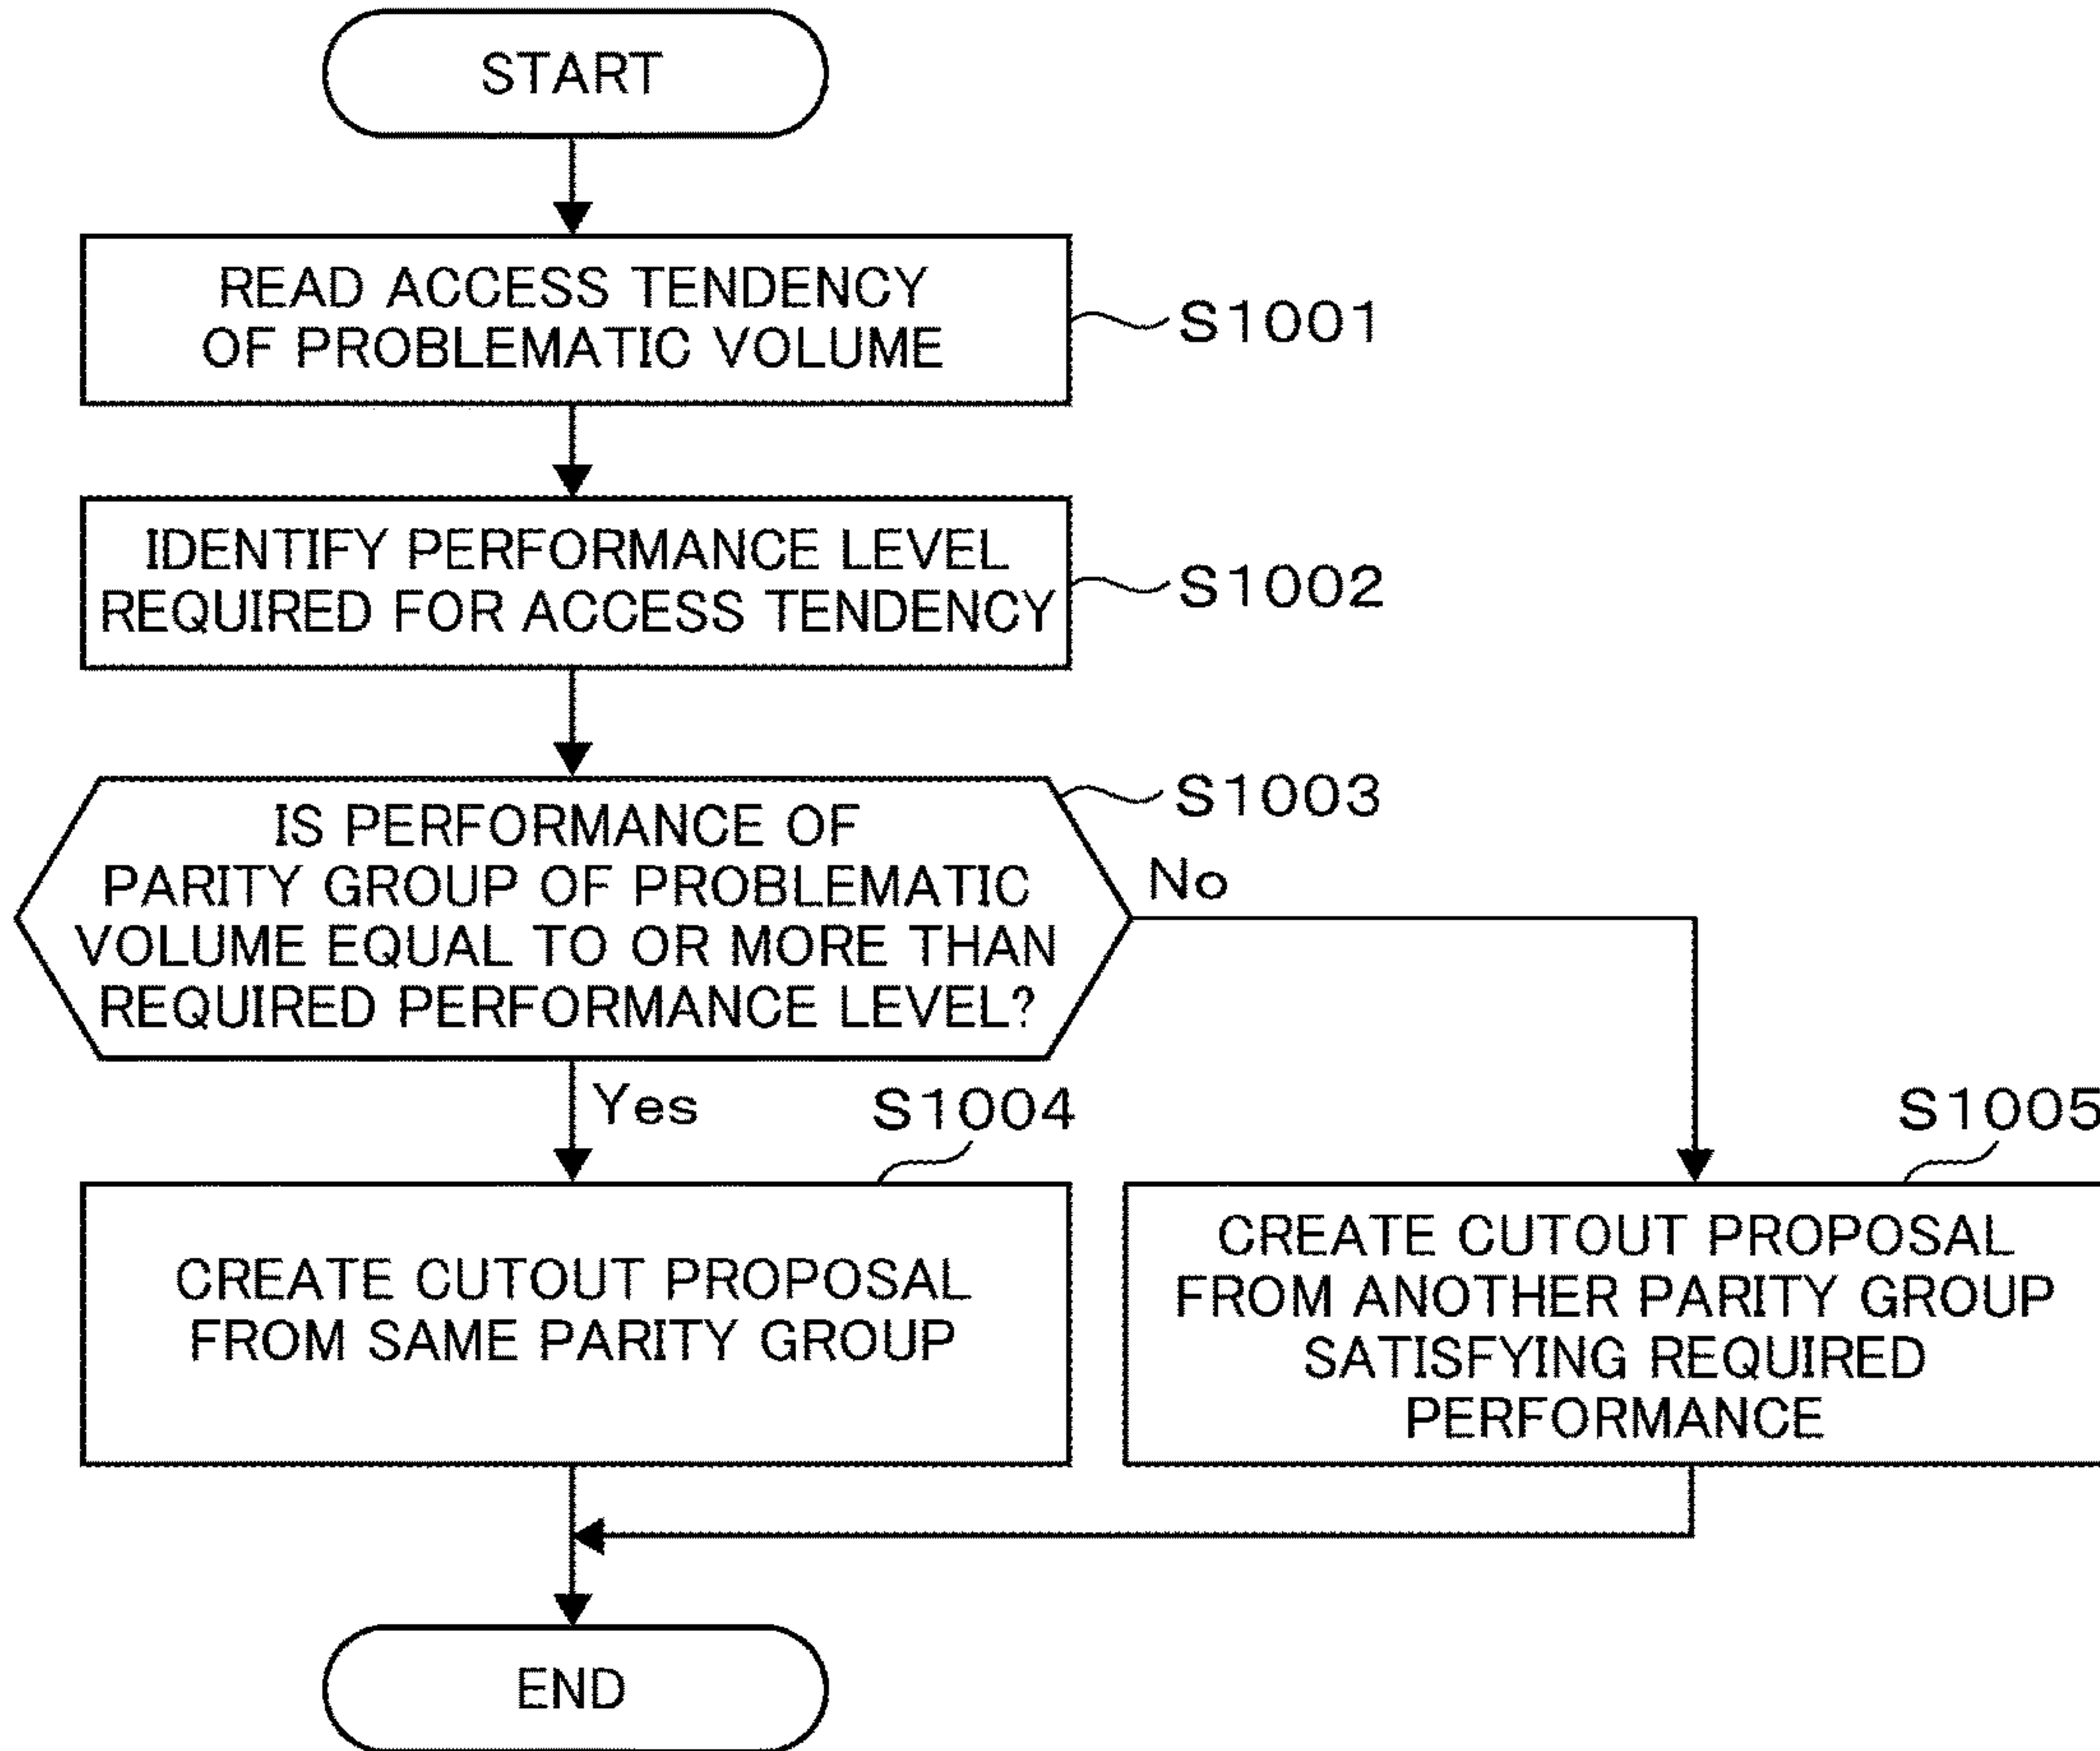 START
READ ACCESS TENDENCY
OF PROBLEMATIC VOLUME
S1001
IDENTIFY PERFORMANCE LEVEL
REQUIRED FOR ACCESS TENDENCY
S1002
S1003
IS PERFORMANCE OF
PARITY GROUP OF PROBLEMATIC
VOLUME EQUAL TO OR MORE THAN
REQUIRED PERFORMANCE LEVEL?
No
Yes
S1004
S1005
CREATE CUTOUT PROPOSAL
FROM SAME PARITY GROUP
CREATE CUTOUT PROPOSAL
FROM ANOTHER PARITY GROUP
SATISFYING REQUIRED
PERFORMANCE
END